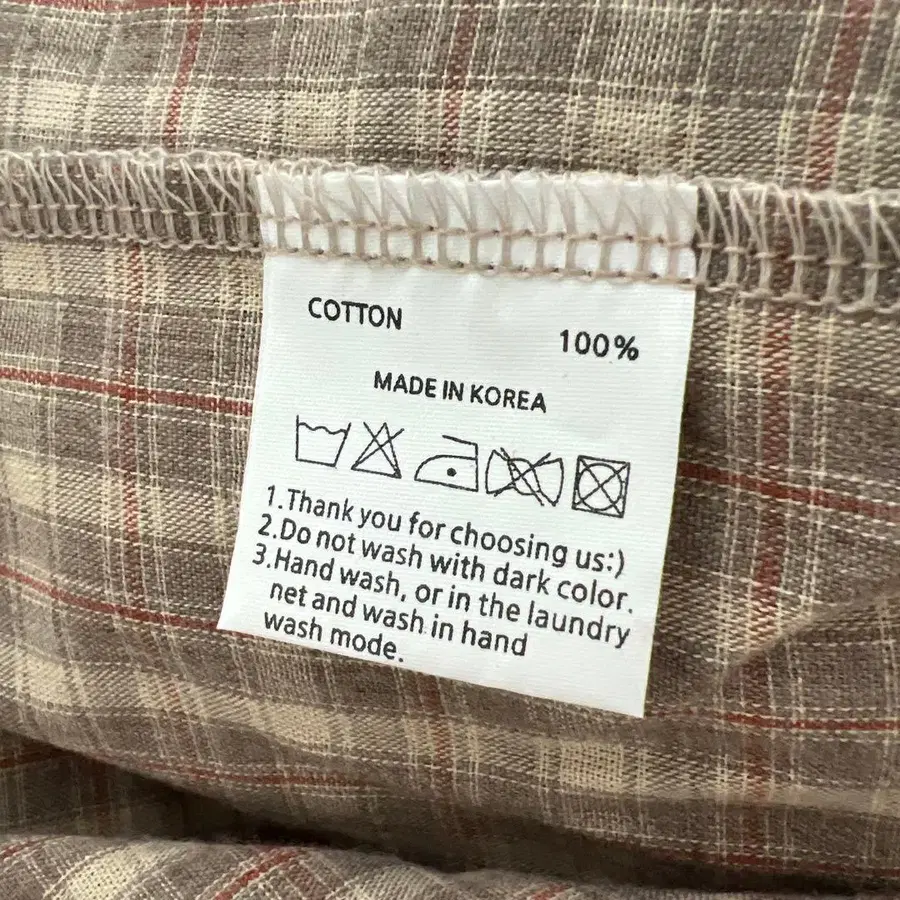 COTTON 100%
MADE IN KOREA
1.Thank you for choosing us:)
2.Do not wash with dark color.
3.Hand wash, or in the laundry
net and wash in hand
wash mode.